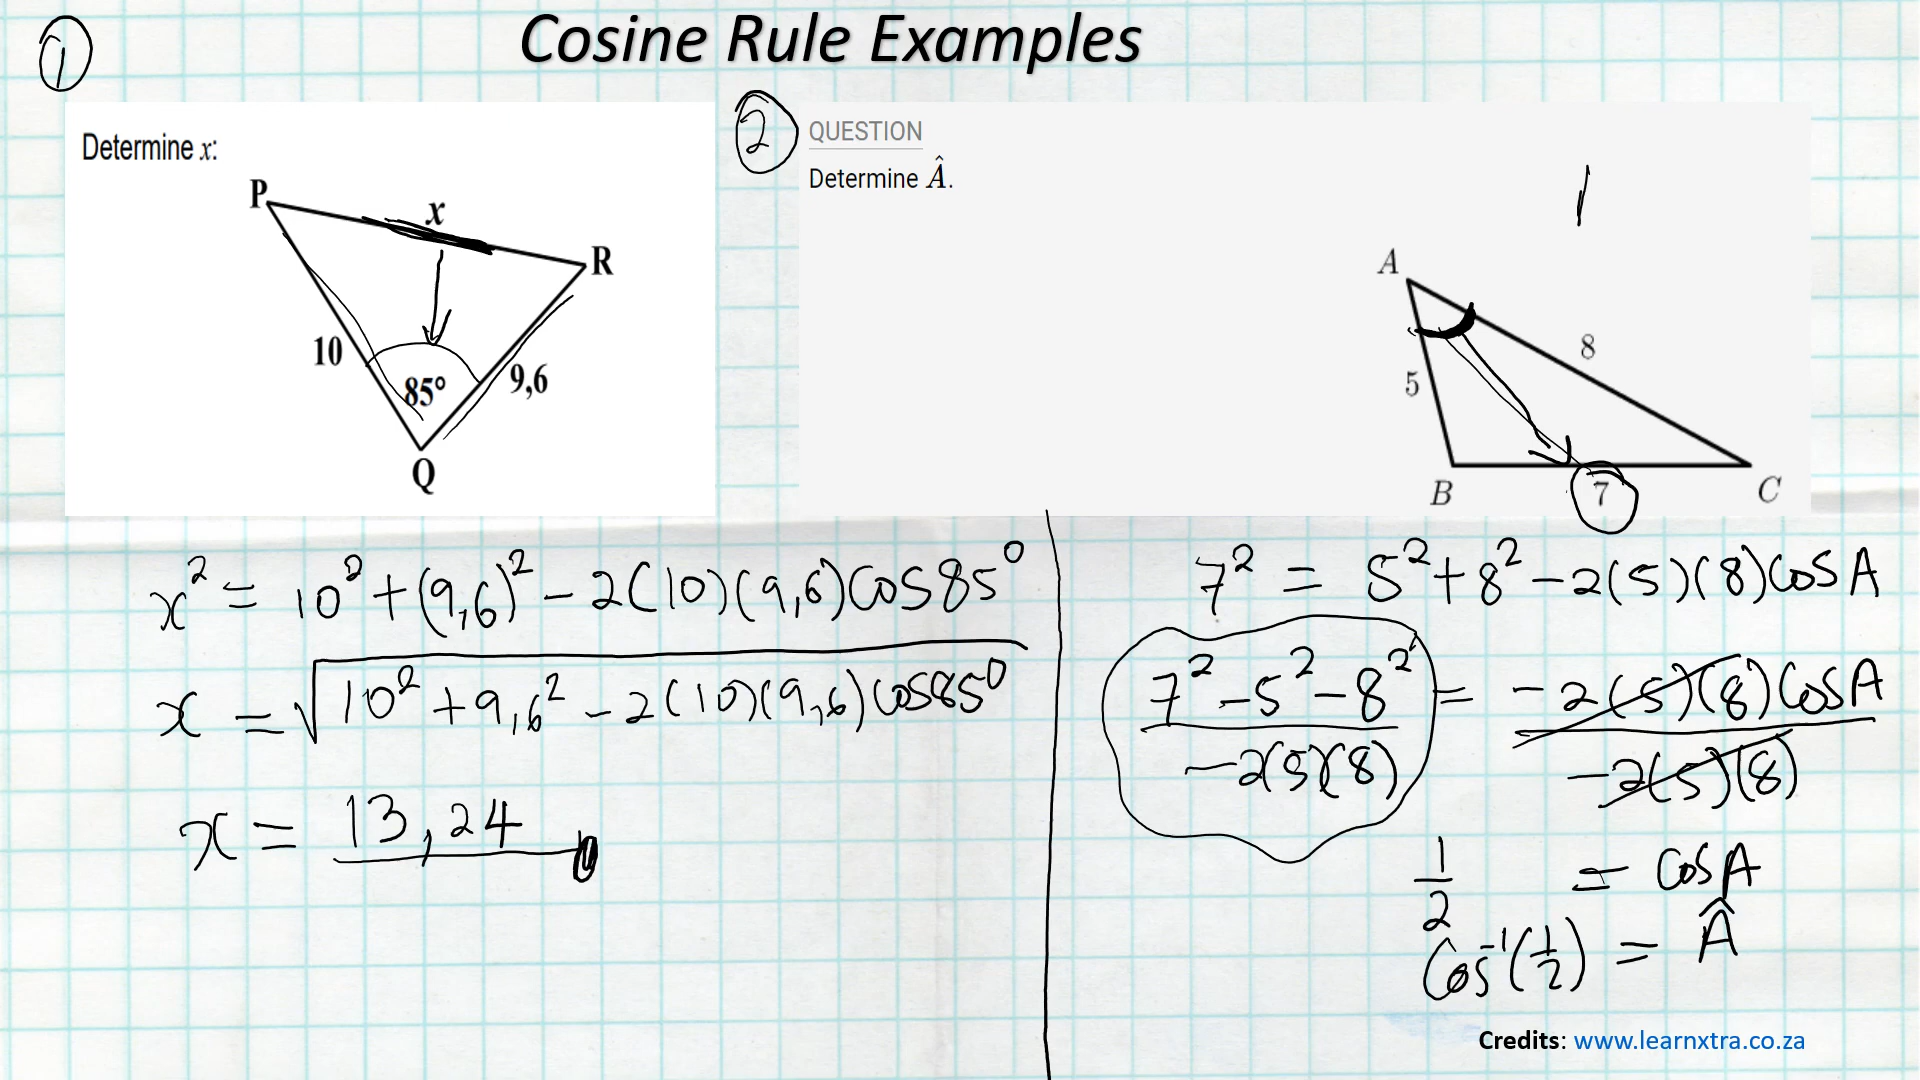 Cosine Rule Examples
1
Determine x:
P
x
R
10
85°
9,6
Q
x² = 10² + (9,6)² - 2(10)(9,6)Cos85⁰
x = √10² + 9,6² - 2(10)(9,6)Cos85⁰
x = 13,24
2
QUESTION
Determine Â.
A
8
5
B
7
C
7² = 5² + 8² - 2(5)(8)CosA
7² - 5² - 8² = -2(5)(8)CosA
-2(5)(8) -2(5)(8)
1/2 = CosA
Cos⁻¹(1/2) = Â
Credits: www.learnxtra.co.za